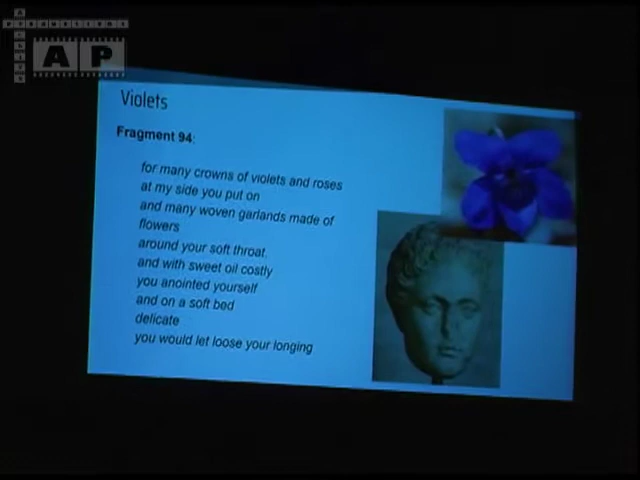 ARCHIVES
PRODUCTIONS
AP
Violets
Fragment 94:
for many crowns of violets and roses
at my side you put on
and many woven garlands made of
flowers
around your soft throat.
and with sweet oil costly
you anointed yourself
and on a soft bed
delicate
you would let loose your longing